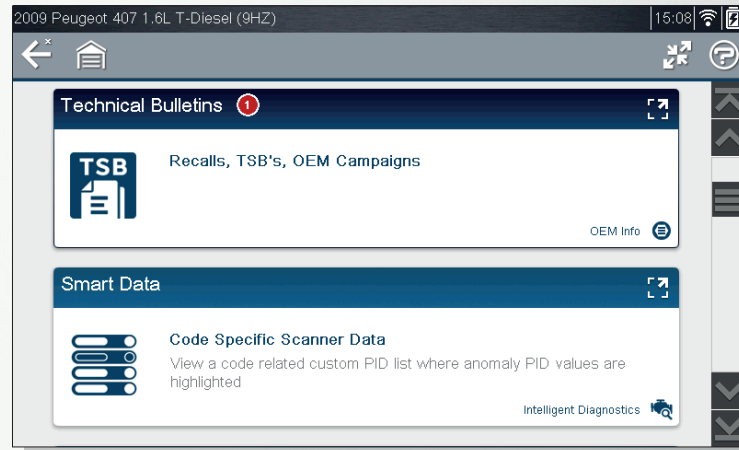 2009 Peugeot 407 1.6L T-Diesel (9HZ)
15:08
Technical Bulletins 1
TSB
Recalls, TSB's, OEM Campaigns
OEM Info
Smart Data
Code Specific Scanner Data
View a code related custom PID list where anomaly PID values are
highlighted
Intelligent Diagnostics